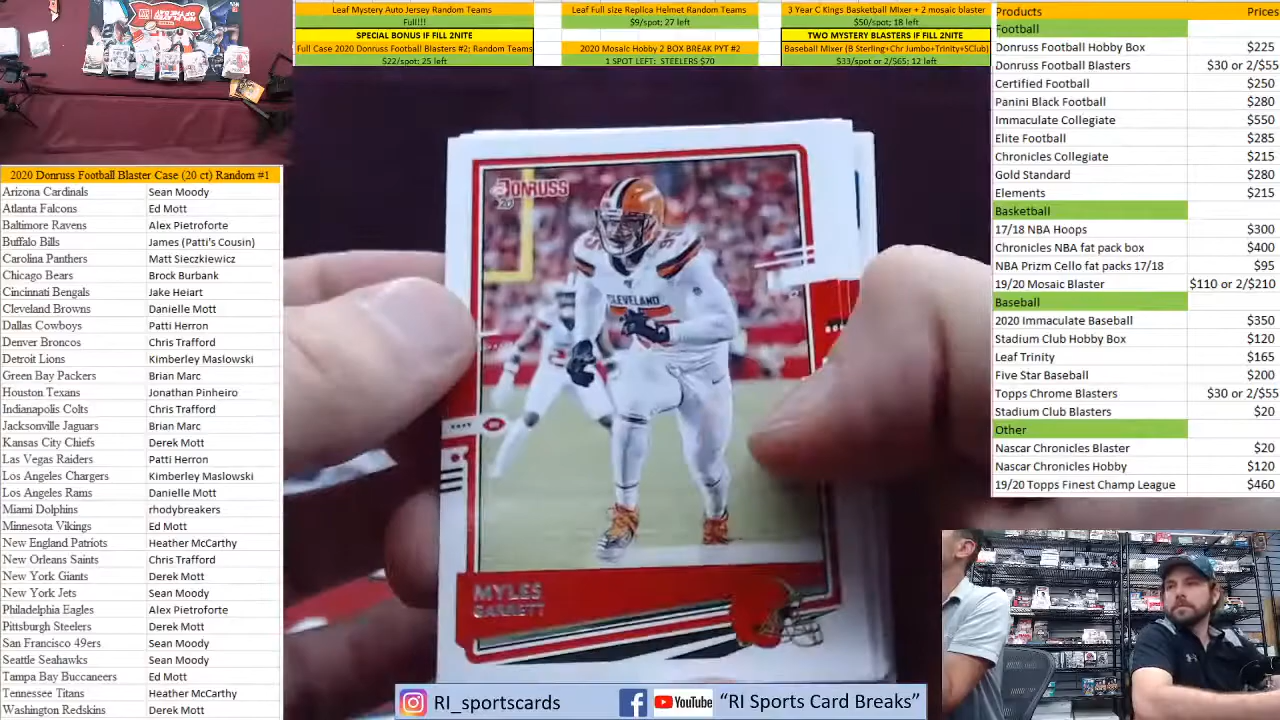 Leaf Mystery Auto Jersey Random Teams
Full!!!
SPECIAL BONUS IF FILL 2NITE
Full Case 2020 Donruss Football Blasters #2; Random Teams
$22/spot; 25 left
Leaf Full size Replica Helmet Random Teams
$9/spot; 27 left
2020 Mosaic Hobby 2 BOX BREAK PYT #2
1 SPOT LEFT: STEELERS $70
3 Year C Kings Basketball Mixer + 2 mosaic blaster
$50/spot; 18 left
TWO MYSTERY BLASTERS IF FILL 2NITE
Baseball Mixer (B Sterling+Chr Jumbo+Trinity+SClub)
$33/spot or 2/$65; 12 left
Products Prices
Football
Donruss Football Hobby Box $225
Donruss Football Blasters $30 or 2/$55
Certified Football $250
Panini Black Football $280
Immaculate Collegiate $550
Elite Football $285
Chronicles Collegiate $215
Gold Standard $280
Elements $215
Basketball
17/18 NBA Hoops $300
Chronicles NBA fat pack box $400
NBA Prizm Cello fat packs 17/18 $95
19/20 Mosaic Blaster $110 or 2/$210
Baseball
2020 Immaculate Baseball $350
Stadium Club Hobby Box $120
Leaf Trinity $165
Five Star Baseball $200
Topps Chrome Blasters $30 or 2/$55
Stadium Club Blasters $20
Other
Nascar Chronicles Blaster $20
Nascar Chronicles Hobby $120
19/20 Topps Finest Champ League $460
2020 Donruss Football Blaster Case (20 ct) Random #1
Arizona Cardinals Sean Moody
Atlanta Falcons Ed Mott
Baltimore Ravens Alex Pietroforte
Buffalo Bills James (Patti's Cousin)
Carolina Panthers Matt Sieczkiewicz
Chicago Bears Brock Burbank
Cincinnati Bengals Jake Heiart
Cleveland Browns Danielle Mott
Dallas Cowboys Patti Herron
Denver Broncos Chris Trafford
Detroit Lions Kimberley Maslowski
Green Bay Packers Brian Marc
Houston Texans Jonathan Pinheiro
Indianapolis Colts Chris Trafford
Jacksonville Jaguars Brian Marc
Kansas City Chiefs Derek Mott
Las Vegas Raiders Patti Herron
Los Angeles Chargers Kimberley Maslowski
Los Angeles Rams Danielle Mott
Miami Dolphins rhodybreakers
Minnesota Vikings Ed Mott
New England Patriots Heather McCarthy
New Orleans Saints Chris Trafford
New York Giants Derek Mott
New York Jets Sean Moody
Philadelphia Eagles Alex Pietroforte
Pittsburgh Steelers Derek Mott
San Francisco 49ers Sean Moody
Seattle Seahawks Sean Moody
Tampa Bay Buccaneers Ed Mott
Tennessee Titans Heather McCarthy
Washington Redskins Derek Mott
DONRUSS
20
CLEVELAND
MYLES
GARRETT
RI_sportscards
YouTube
"RI Sports Card Breaks"